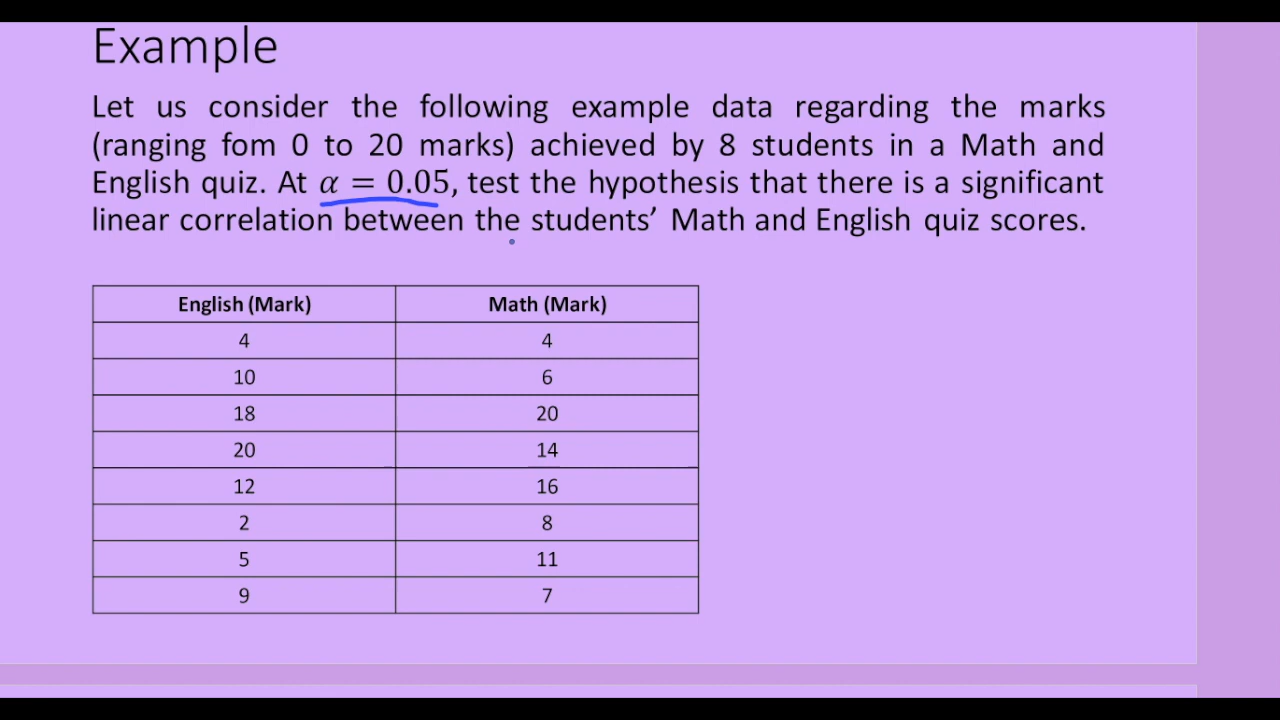 Example
Let us consider the following example data regarding the marks
(ranging fom 0 to 20 marks) achieved by 8 students in a Math and
English quiz. At α = 0.05, test the hypothesis that there is a significant
linear correlation between the students’ Math and English quiz scores.
English (Mark) Math (Mark)
4 4
10 6
18 20
20 14
12 16
2 8
5 11
9 7